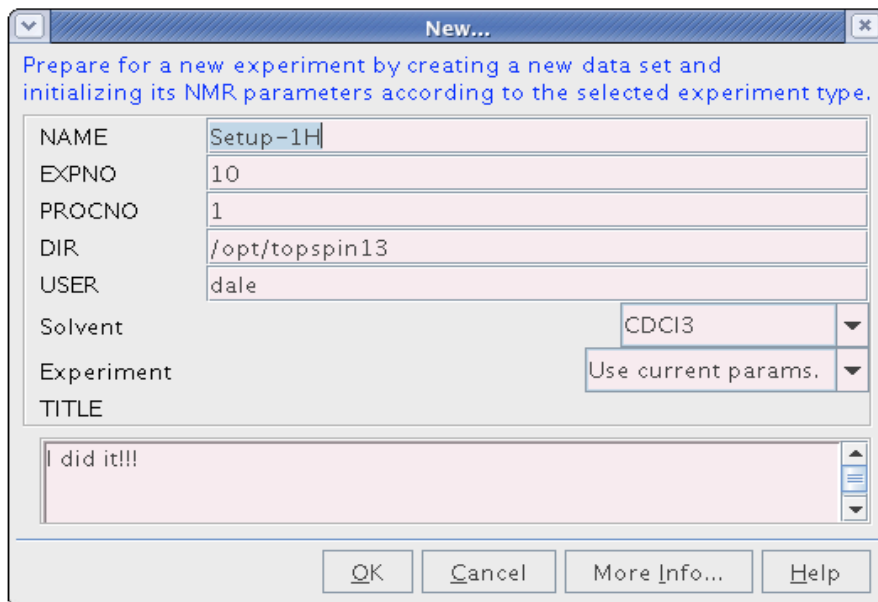 New...
Prepare for a new experiment by creating a new data set and
initializing its NMR parameters according to the selected experiment type.
NAME Setup-1H
EXPNO 10
PROCNO 1
DIR /opt/topspin13
USER dale
Solvent CDCl3
Experiment Use current params.
TITLE
I did it!!!
OK Cancel More Info... Help